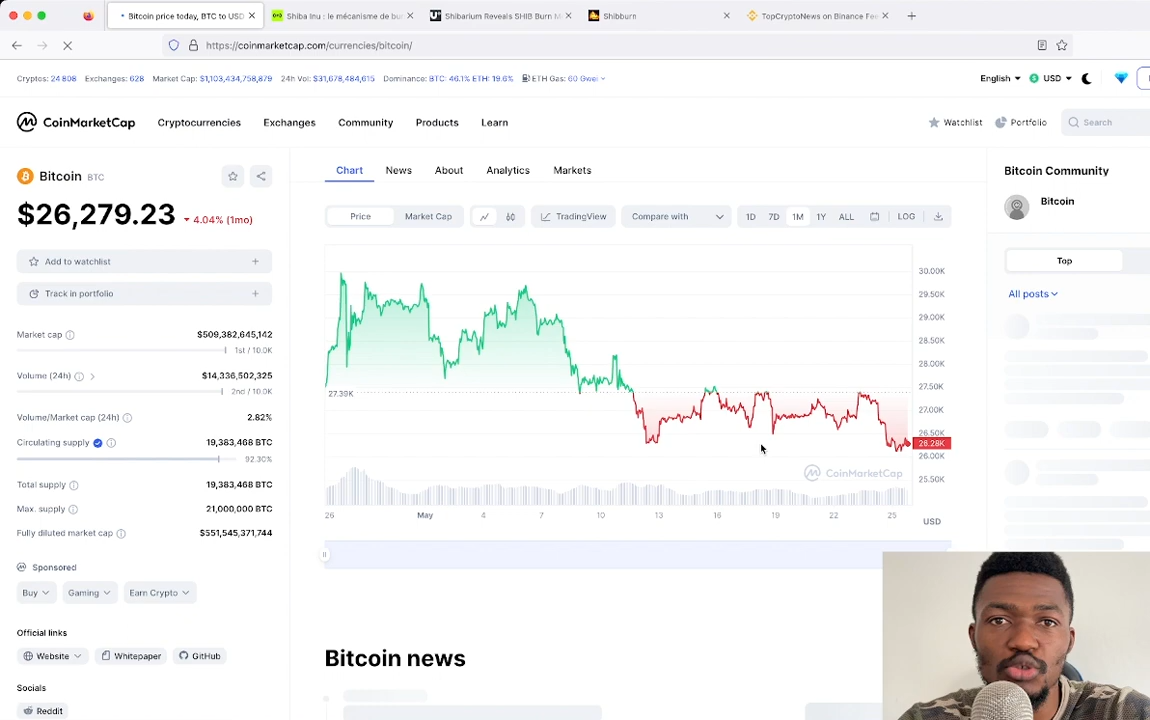 Bitcoin price today, BTC to USD
Shiba Inu : le mécanisme de bu
Shibarium Reveals SHIB Burn M
Shibburn
TopCryptoNews on Binance Fee
https://coinmarketcap.com/currencies/bitcoin/
Cryptos: 24 808 Exchanges: 628 Market Cap: $1,103,434,758,879 24h Vol: $31,678,484,615 Dominance: BTC: 46.1% ETH: 19.6% ETH Gas: 60 Gwei
English USD
CoinMarketCap Cryptocurrencies Exchanges Community Products Learn Watchlist Portfolio Search
Bitcoin BTC
$26,279.23 4.04% (1mo)
Add to watchlist +
Track in portfolio +
Market cap $509,382,645,142
1st / 10.0K
Volume (24h) $14,336,502,325
2nd / 10.0K
Volume/Market cap (24h) 2.82%
Circulating supply 19,383,468 BTC
92.30%
Total supply 19,383,468 BTC
Max. supply 21,000,000 BTC
Fully diluted market cap $551,545,371,744
Sponsored
Buy Gaming Earn Crypto
Official links
Website Whitepaper GitHub
Socials
Reddit
Chart News About Analytics Markets
Price Market Cap TradingView Compare with 1D 7D 1M 1Y ALL LOG
30.00K
29.50K
29.00K
28.50K
28.00K
27.50K
27.39K
27.00K
26.50K
26.28K
26.00K
25.50K
CoinMarketCap
26 May 4 7 10 13 16 19 22 25 USD
Bitcoin news
Bitcoin Community
Bitcoin
Top
All posts